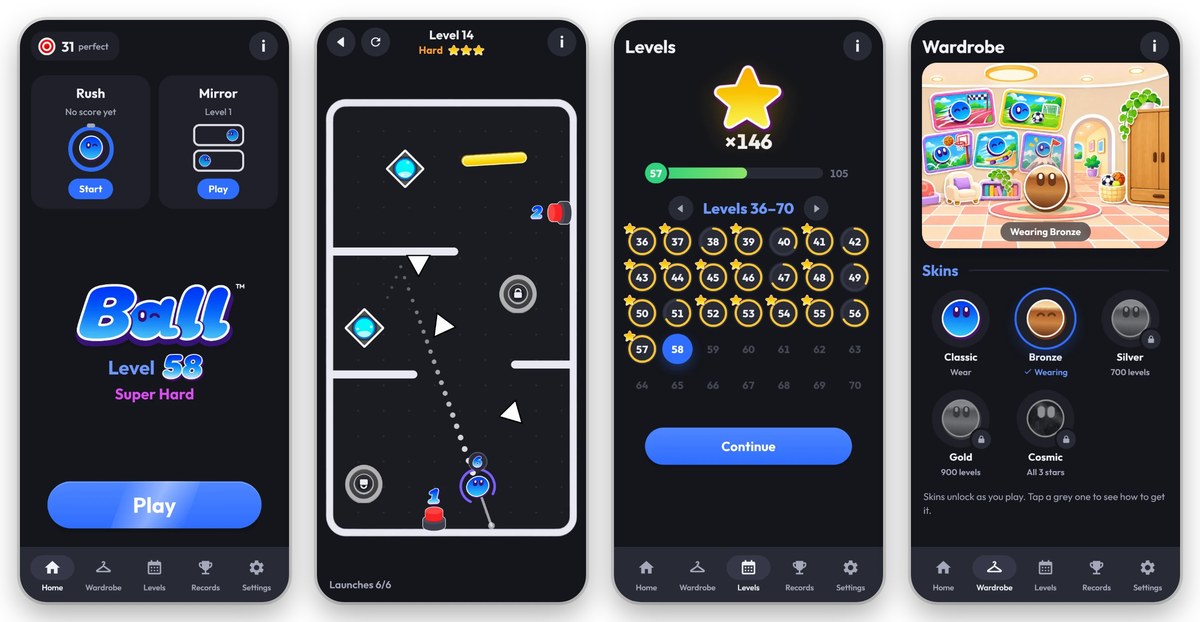 31 perfect
Rush
No score yet
Start
Mirror
Level 1
Play
Ball™
Level 58
Super Hard
Play
Home
Wardrobe
Levels
Records
Settings
Level 14
Hard
i
2
6
1
Launches 6/6
Levels
i
×146
57
105
Levels 36–70
36 37 38 39 40 41 42
43 44 45 46 47 48 49
50 51 52 53 54 55 56
57 58 59 60 61 62 63
64 65 66 67 68 69 70
Continue
Home
Wardrobe
Levels
Records
Settings
Wardrobe
i
Wearing Bronze
Skins
Classic
Wear
Bronze
✓ Wearing
Silver
700 levels
Gold
900 levels
Cosmic
All 3 stars
Skins unlock as you play. Tap a grey one to see how to get
it.
Home
Wardrobe
Levels
Records
Settings